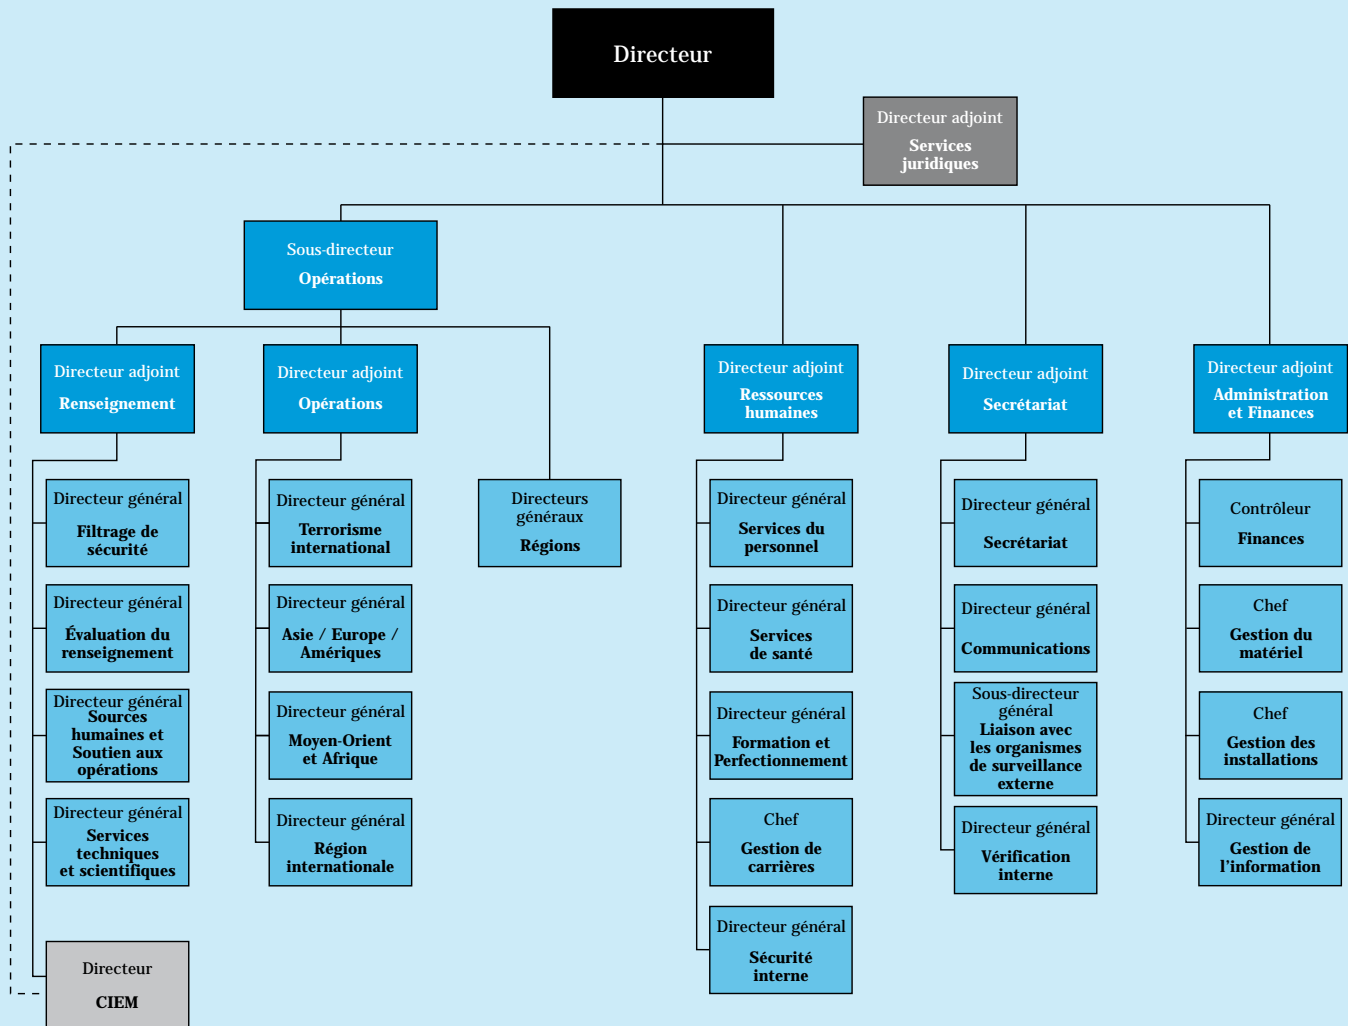 Directeur
Directeur adjoint
Services
juridiques
Sous-directeur
Opérations
Directeur adjoint
Renseignement
Directeur adjoint
Opérations
Directeur adjoint
Ressources
humaines
Directeur adjoint
Secrétariat
Directeur adjoint
Administration
et Finances
Directeur général
Filtrage de
sécurité
Directeur général
Évaluation du
renseignement
Directeur général
Sources
humaines et
Soutien aux
opérations
Directeur général
Services
techniques
et scientifiques
Directeur
CIEM
Directeur général
Terrorisme
international
Directeur général
Asie / Europe /
Amériques
Directeur général
Moyen-Orient
et Afrique
Directeur général
Région
internationale
Directeurs
généraux
Régions
Directeur général
Services du
personnel
Directeur général
Services
de santé
Directeur général
Formation et
Perfectionnement
Chef
Gestion de
carrières
Directeur général
Sécurité
interne
Directeur général
Secrétariat
Directeur général
Communications
Sous-directeur
général
Liaison avec
les organismes
de surveillance
externe
Directeur général
Vérification
interne
Contrôleur
Finances
Chef
Gestion du
matériel
Chef
Gestion des
installations
Directeur général
Gestion de
l'information